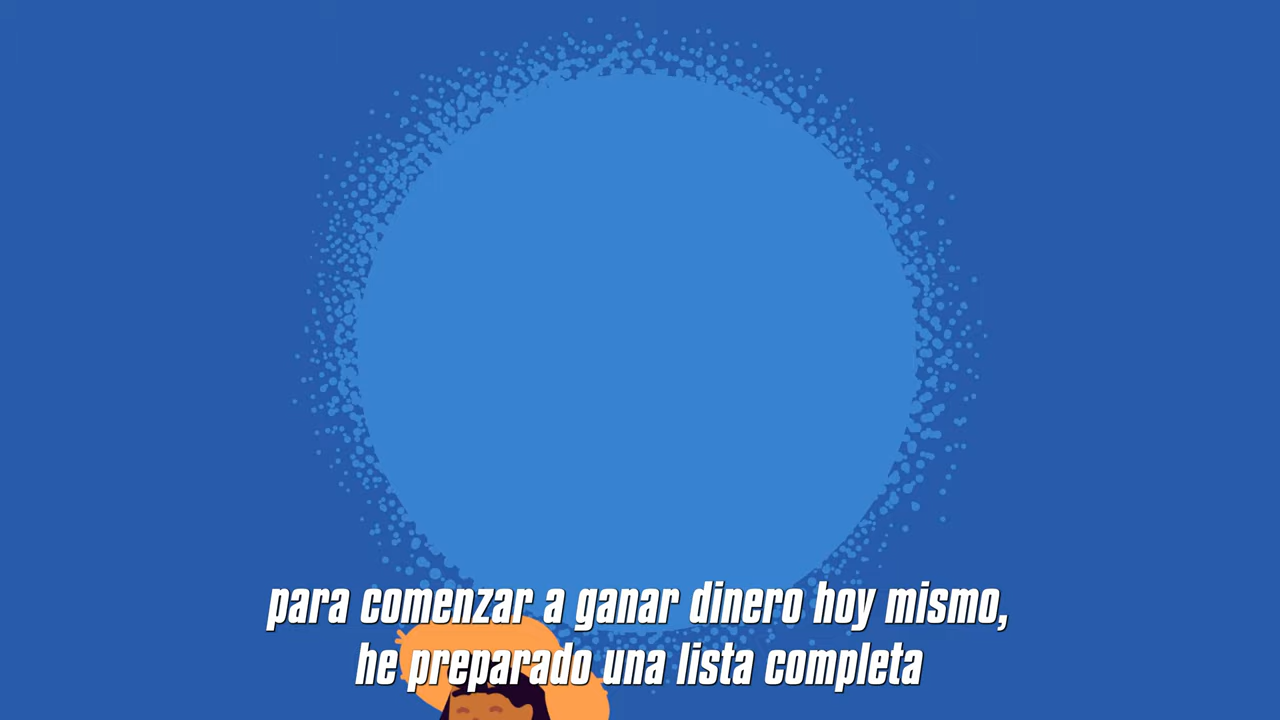 para comenzar a ganar dinero hoy mismo,
he preparado una lista completa